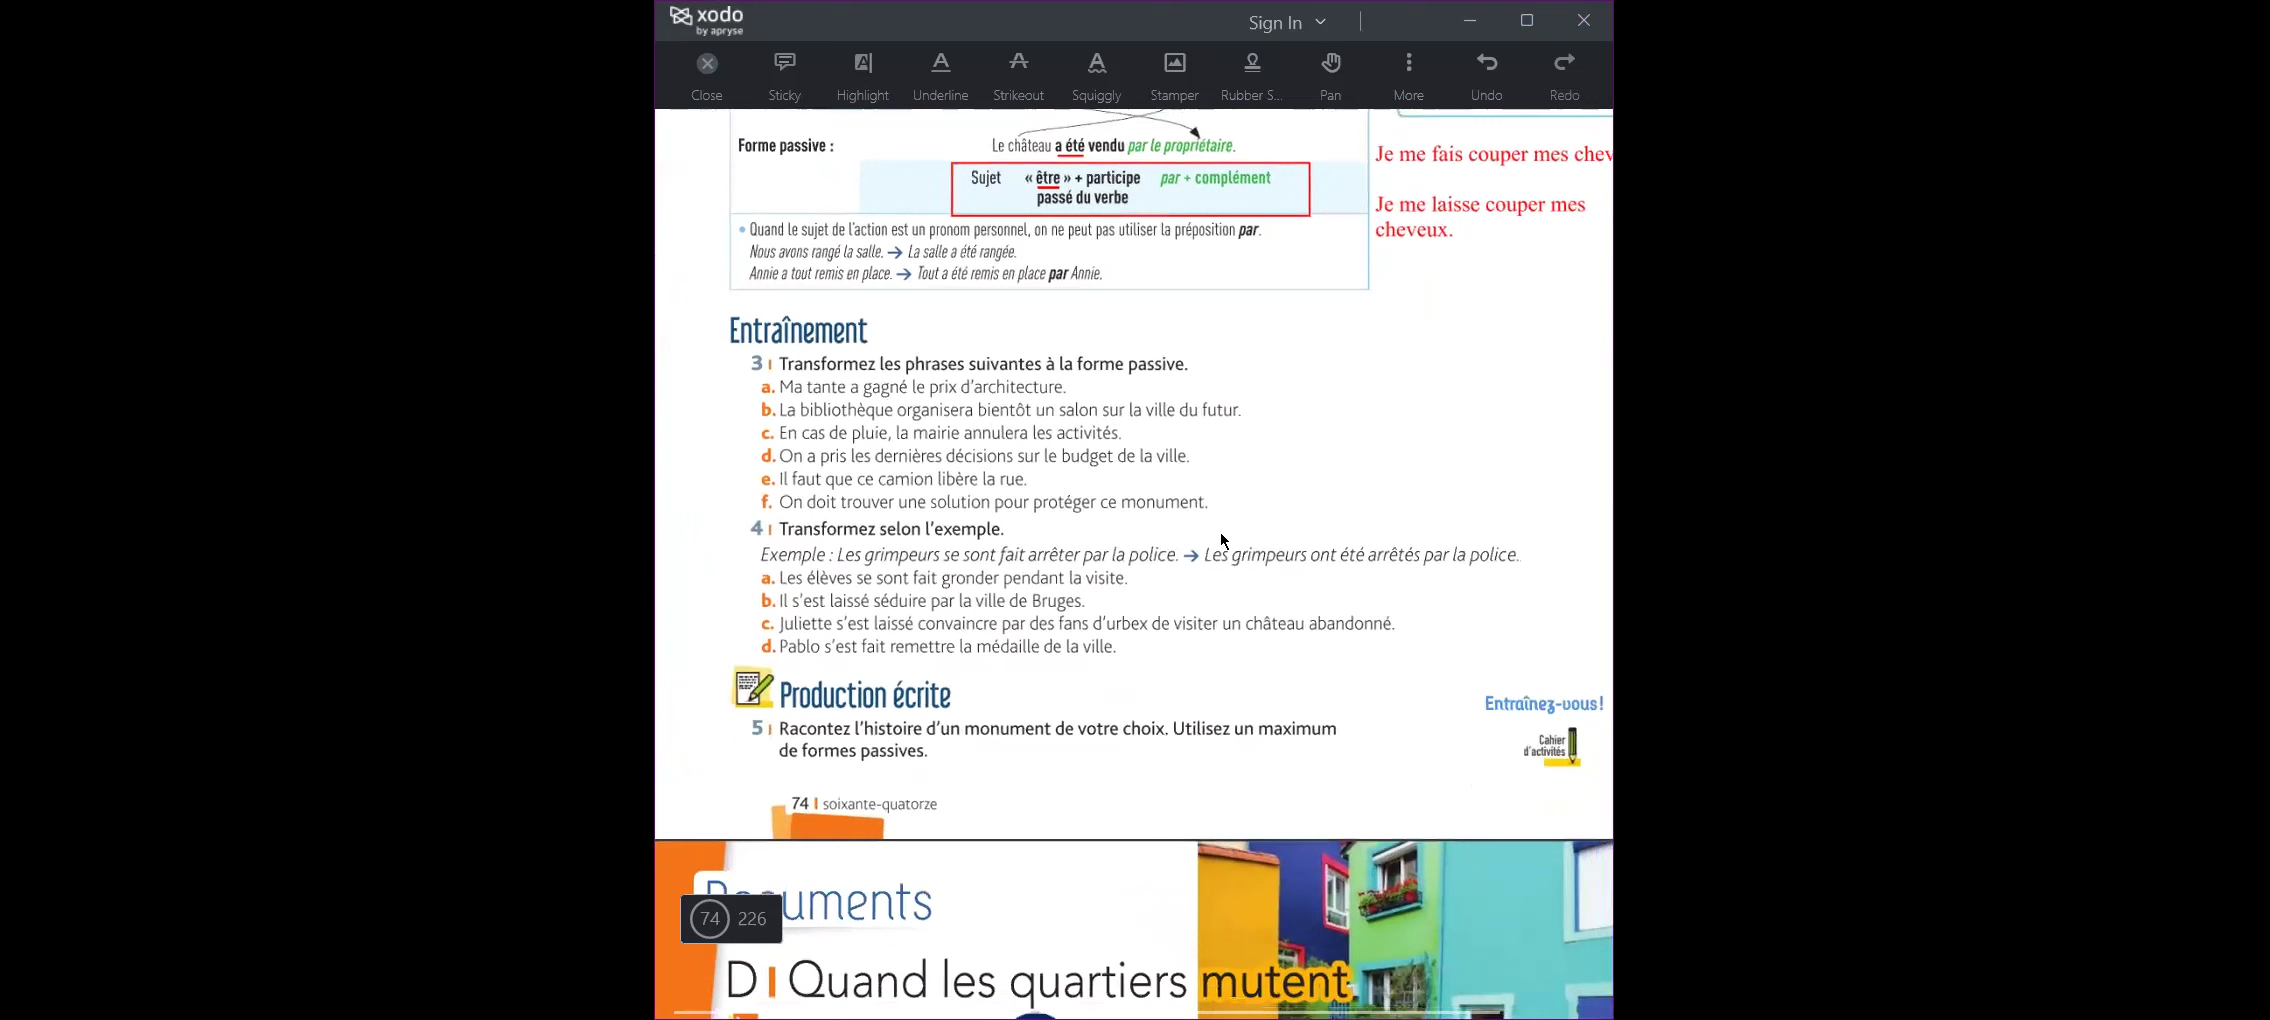 xodo
by apryse
Sign In
Close
Sticky
Highlight
Underline
Strikeout
Squiggly
Stamper
Rubber S...
Pan
More
Undo
Redo
Forme passive : Le château a été vendu par le propriétaire.
Sujet « être » + participe par + complément
passé du verbe
• Quand le sujet de l'action est un pronom personnel, on ne peut pas utiliser la préposition par.
Nous avons rangé la salle. → La salle a été rangée.
Annie a tout remis en place. → Tout a été remis en place par Annie.
Je me fais couper mes chev
Je me laisse couper mes
cheveux.
Entraînement
3 | Transformez les phrases suivantes à la forme passive.
a. Ma tante a gagné le prix d'architecture.
b. La bibliothèque organisera bientôt un salon sur la ville du futur.
c. En cas de pluie, la mairie annulera les activités.
d. On a pris les dernières décisions sur le budget de la ville.
e. Il faut que ce camion libère la rue.
f. On doit trouver une solution pour protéger ce monument.
4 | Transformez selon l'exemple.
Exemple : Les grimpeurs se sont fait arrêter par la police. → Les grimpeurs ont été arrêtés par la police.
a. Les élèves se sont fait gronder pendant la visite.
b. Il s'est laissé séduire par la ville de Bruges.
c. Juliette s'est laissé convaincre par des fans d'urbex de visiter un château abandonné.
d. Pablo s'est fait remettre la médaille de la ville.
Production écrite
5 | Racontez l'histoire d'un monument de votre choix. Utilisez un maximum
de formes passives.
Entraînez-vous !
Cahier
d'activités
74 | soixante-quatorze
uments
74 226
D | Quand les quartiers mutent